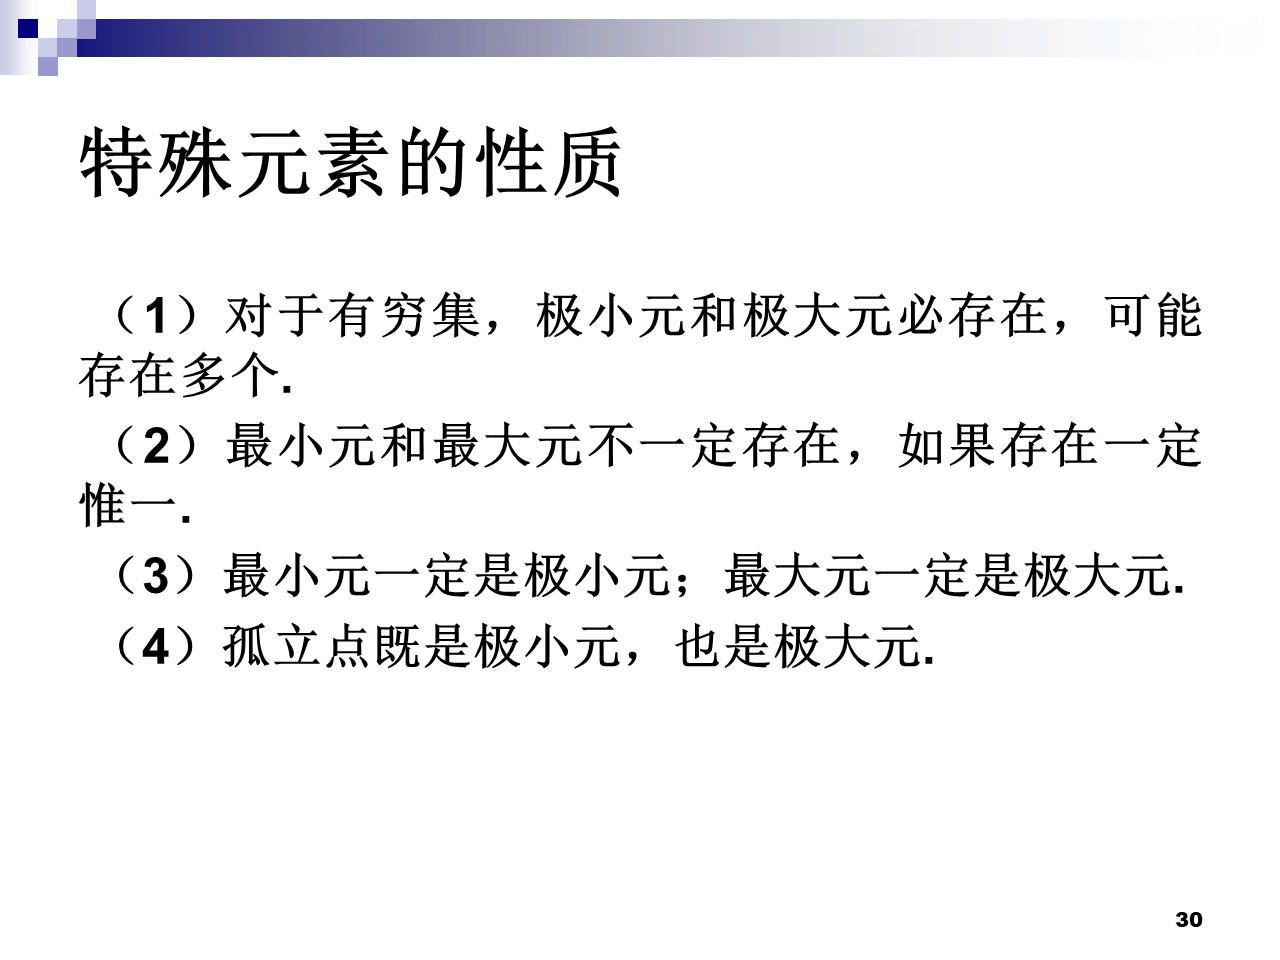 特殊元素的性质
（1）对于有穷集，极小元和极大元必存在，可能
存在多个.
（2）最小元和最大元不一定存在，如果存在一定
惟一.
（3）最小元一定是极小元；最大元一定是极大元.
（4）孤立点既是极小元，也是极大元.
30